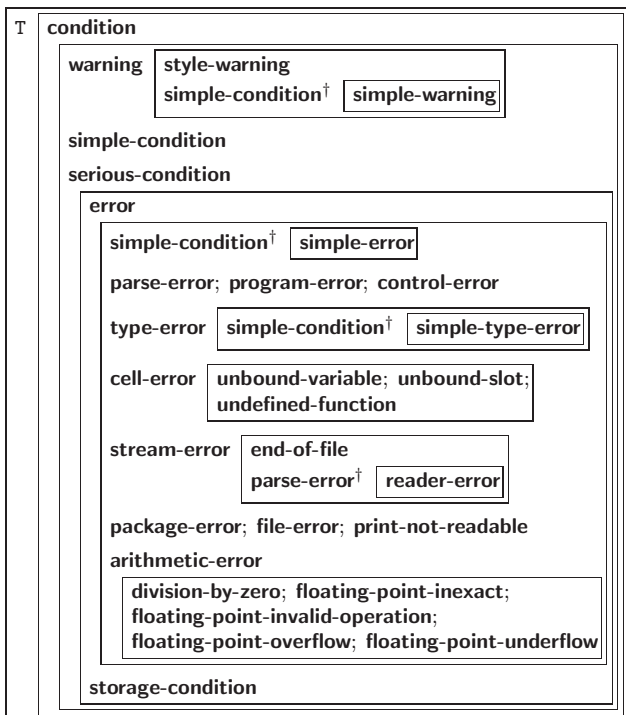 T condition
warning style-warning
simple-condition† simple-warning
simple-condition
serious-condition
error
simple-condition† simple-error
parse-error; program-error; control-error
type-error simple-condition† simple-type-error
cell-error unbound-variable; unbound-slot;
undefined-function
stream-error end-of-file
parse-error† reader-error
package-error; file-error; print-not-readable
arithmetic-error
division-by-zero; floating-point-inexact;
floating-point-invalid-operation;
floating-point-overflow; floating-point-underflow
storage-condition